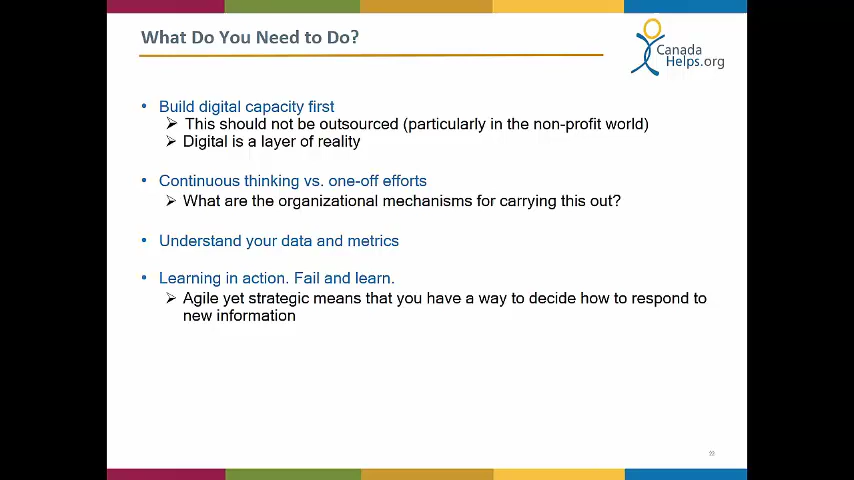 What Do You Need to Do?
Canada
Helps.org
• Build digital capacity first
➢ This should not be outsourced (particularly in the non-profit world)
➢ Digital is a layer of reality
• Continuous thinking vs. one-off efforts
➢ What are the organizational mechanisms for carrying this out?
• Understand your data and metrics
• Learning in action. Fail and learn.
➢ Agile yet strategic means that you have a way to decide how to respond to
new information